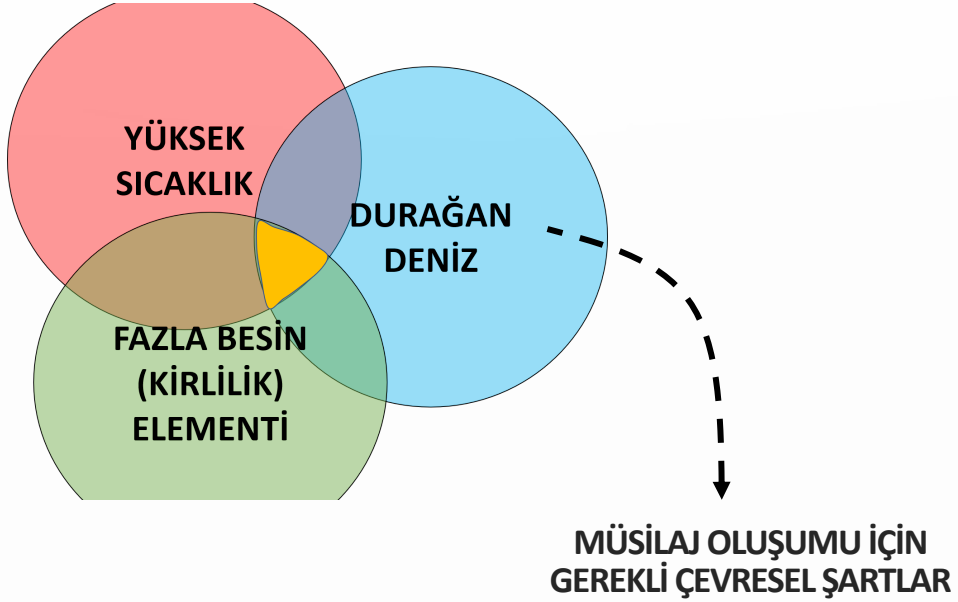 YÜKSEK
SICAKLIK
DURAĞAN
DENİZ
FAZLA BESİN
(KİRLİLİK)
ELEMENTİ
MÜSİLAJ OLUŞUMU İÇİN
GEREKLİ ÇEVRESEL ŞARTLAR